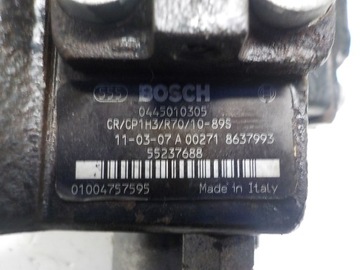 BOSCH
0445010305
CR/CP1H3/R70/10-89S
11-03-07 A 00271 8637993
55237688
01004757595 Made in Italy